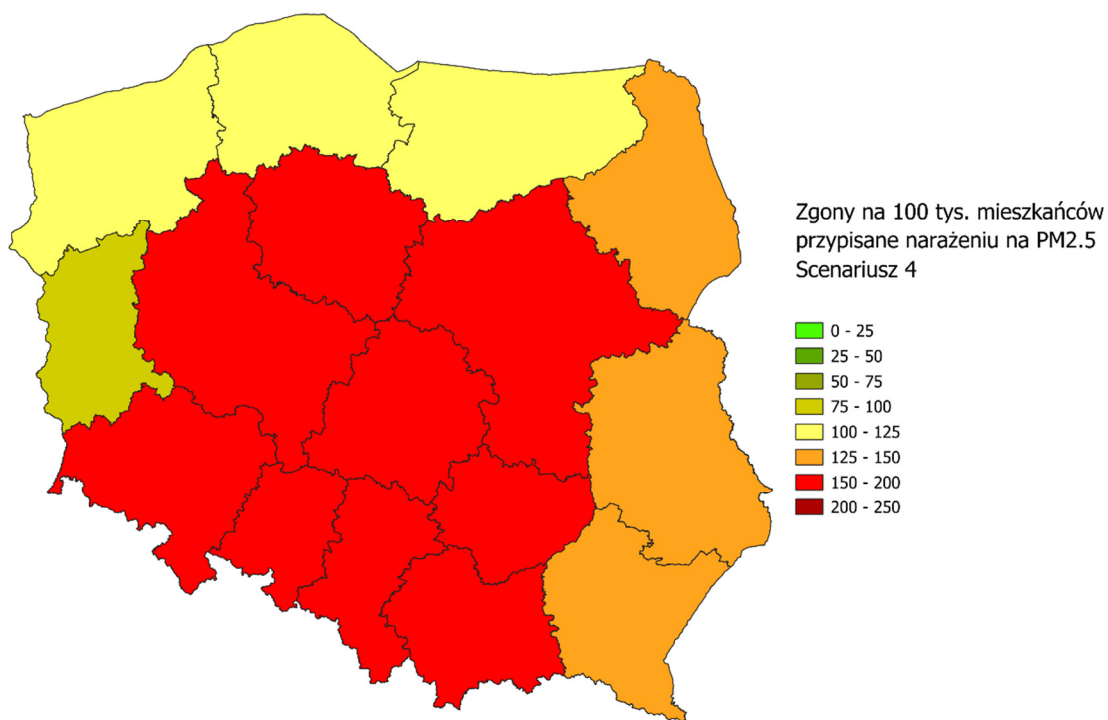 Zgony na 100 tys. mieszkańców
przypisane narażeniu na PM2.5
Scenariusz 4
0 - 25
25 - 50
50 - 75
75 - 100
100 - 125
125 - 150
150 - 200
200 - 250